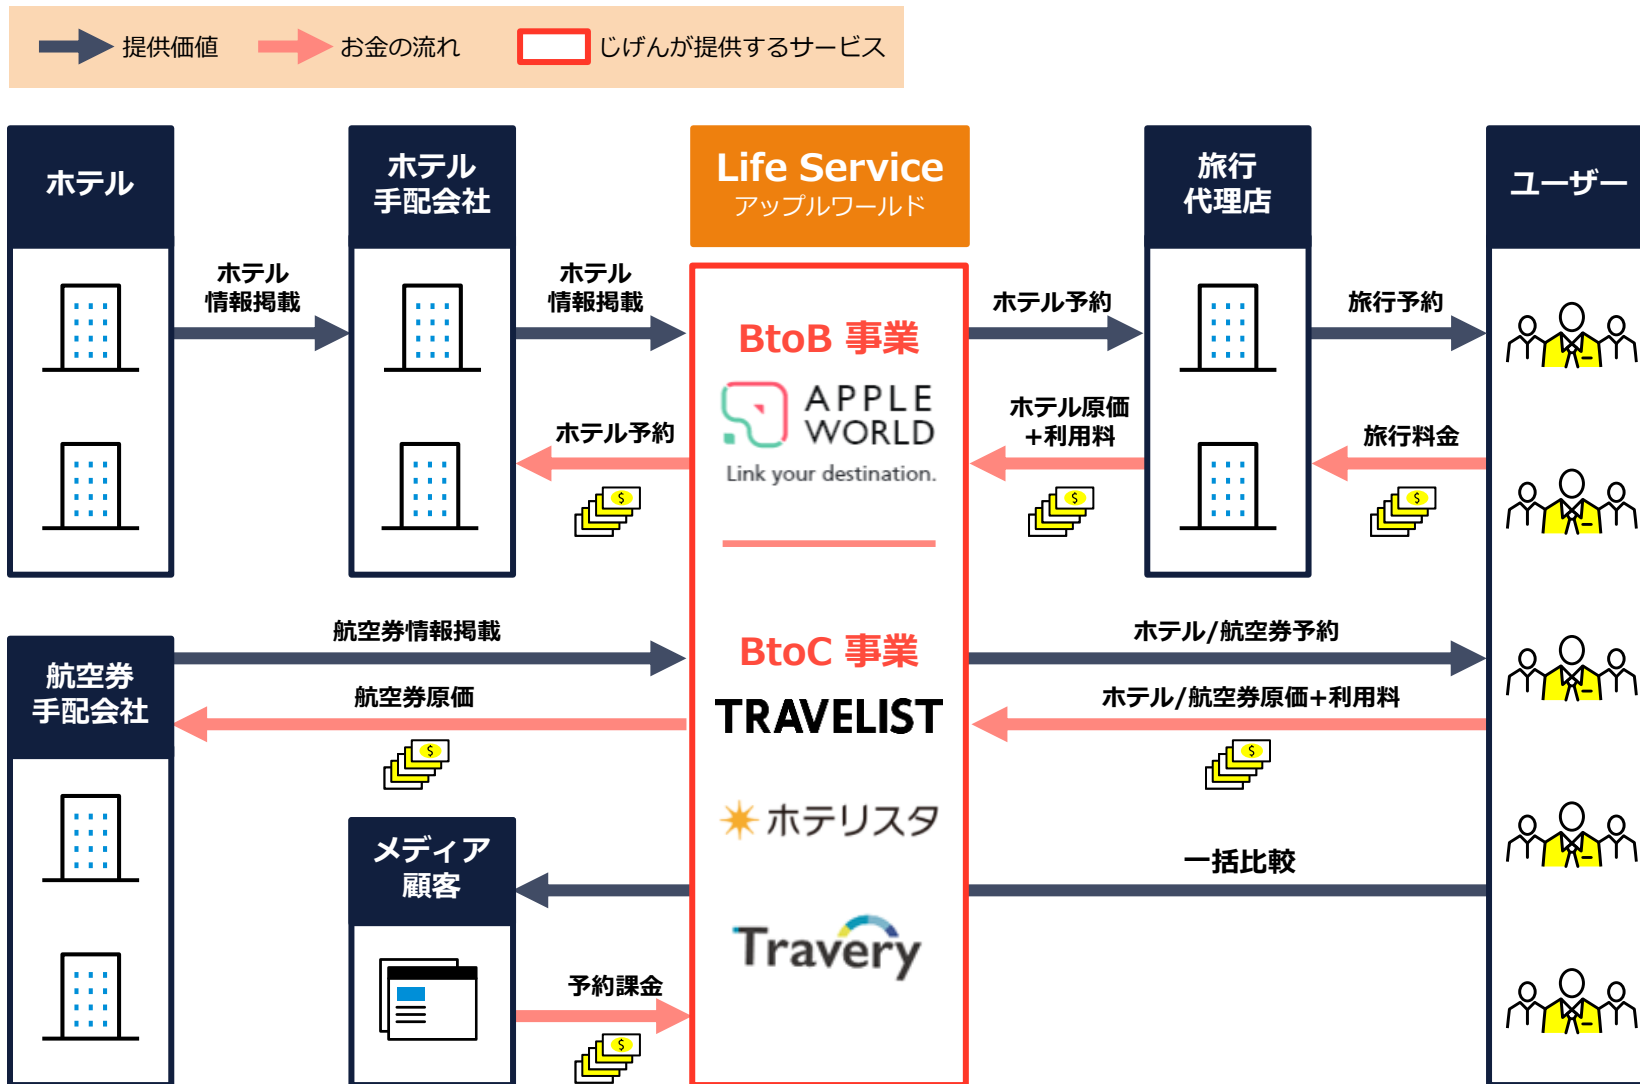 提供価値
お金の流れ
じげんが提供するサービス
ホテル
ホテル
手配会社
Life Service
アップルワールド
旅行
代理店
ユーザー
ホテル
情報掲載
ホテル
情報掲載
ホテル予約
旅行予約
BtoB 事業
APPLE
WORLD
Link your destination.
ホテル予約
ホテル原価
+利用料
旅行料金
$
$
$
航空券
手配会社
航空券情報掲載
航空券原価
$
BtoC 事業
TRAVELIST
ホテリスタ
Travery
ホテル/航空券予約
ホテル/航空券原価+利用料
$
一括比較
メディア
顧客
予約課金
$